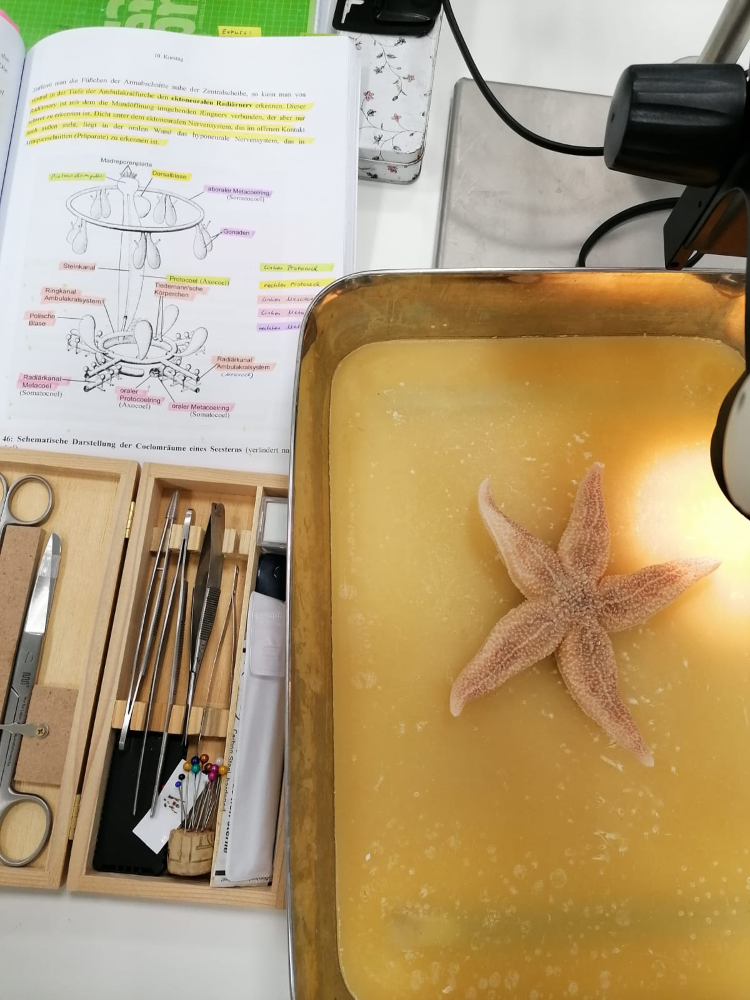 Exkurs!
10. Kurstag
die
Die
Entfernt man die Füßchen der Armabschnitte nahe der Zentralscheibe, so kann man von
ventral in der Tiefe der Ambulakralfurche den ektoneuralen Radiärnerv erkennen. Dieser
Radiärnerv ist mit dem die Mundöffnung umgebenden Ringnerv verbunden, der aber nur
schwer zu erkennen ist. Dicht unter dem ektoneuralen Nervensystem, das im offenen Kontakt
nach außen steht, liegt in der oralen Wand das hyponeurale Nervensystem, das in
Armquerschnitten (Präparate) zu erkennen ist.
Madreporenplatte
Protocoelampulle
Dorsalblase
aboraler Metacoelring
(Somatocoel)
Gonaden
Steinkanal
linkes Protocoel
Protocoel (Axocoel)
rechter Protocoel
Tiedemann'sche
Körperchen
Ringkanal
Ambulakralsystem
linkes
linkes Meta
rechtes Met
Polische
Blase
Radiärkanal
Ambulakralsystem
(Mesocoel)
Radiärkanal
Metacoel
(Somatocoel)
?
oraler
Protocoelring
(Axocoel)
oraler Metacoelring
(Somatocoel)
46: Schematische Darstellung der Coelomräume eines Seesterns (verändert na
Carbon Steel hardened